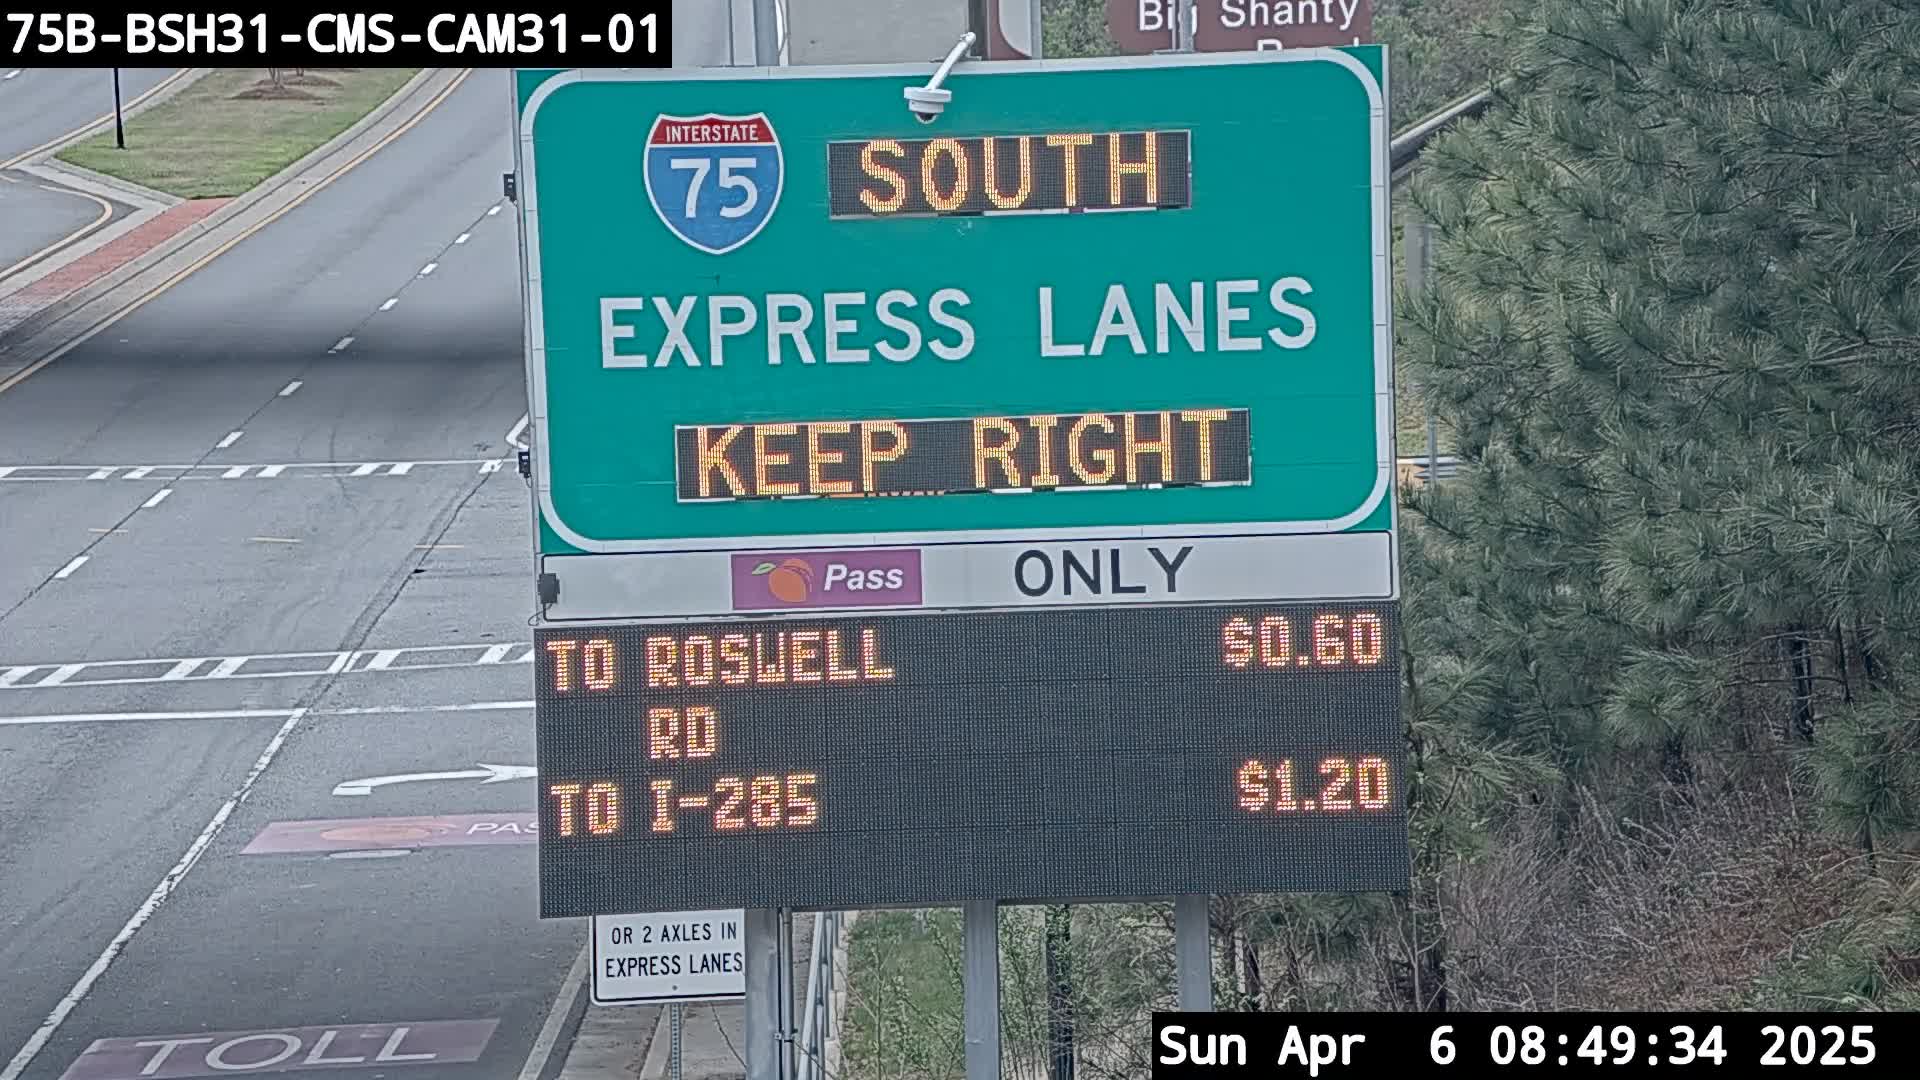 75B-BSH31-CMS-CAM31-01
Big Shanty
INTERSTATE
75
SOUTH
EXPRESS LANES
KEEP RIGHT
Pass ONLY
TO ROSWELL $0.60
RD
TO I-285 $1.20
OR 2 AXLES IN
EXPRESS LANES
TOLL
Sun Apr 6 08:49:34 2025